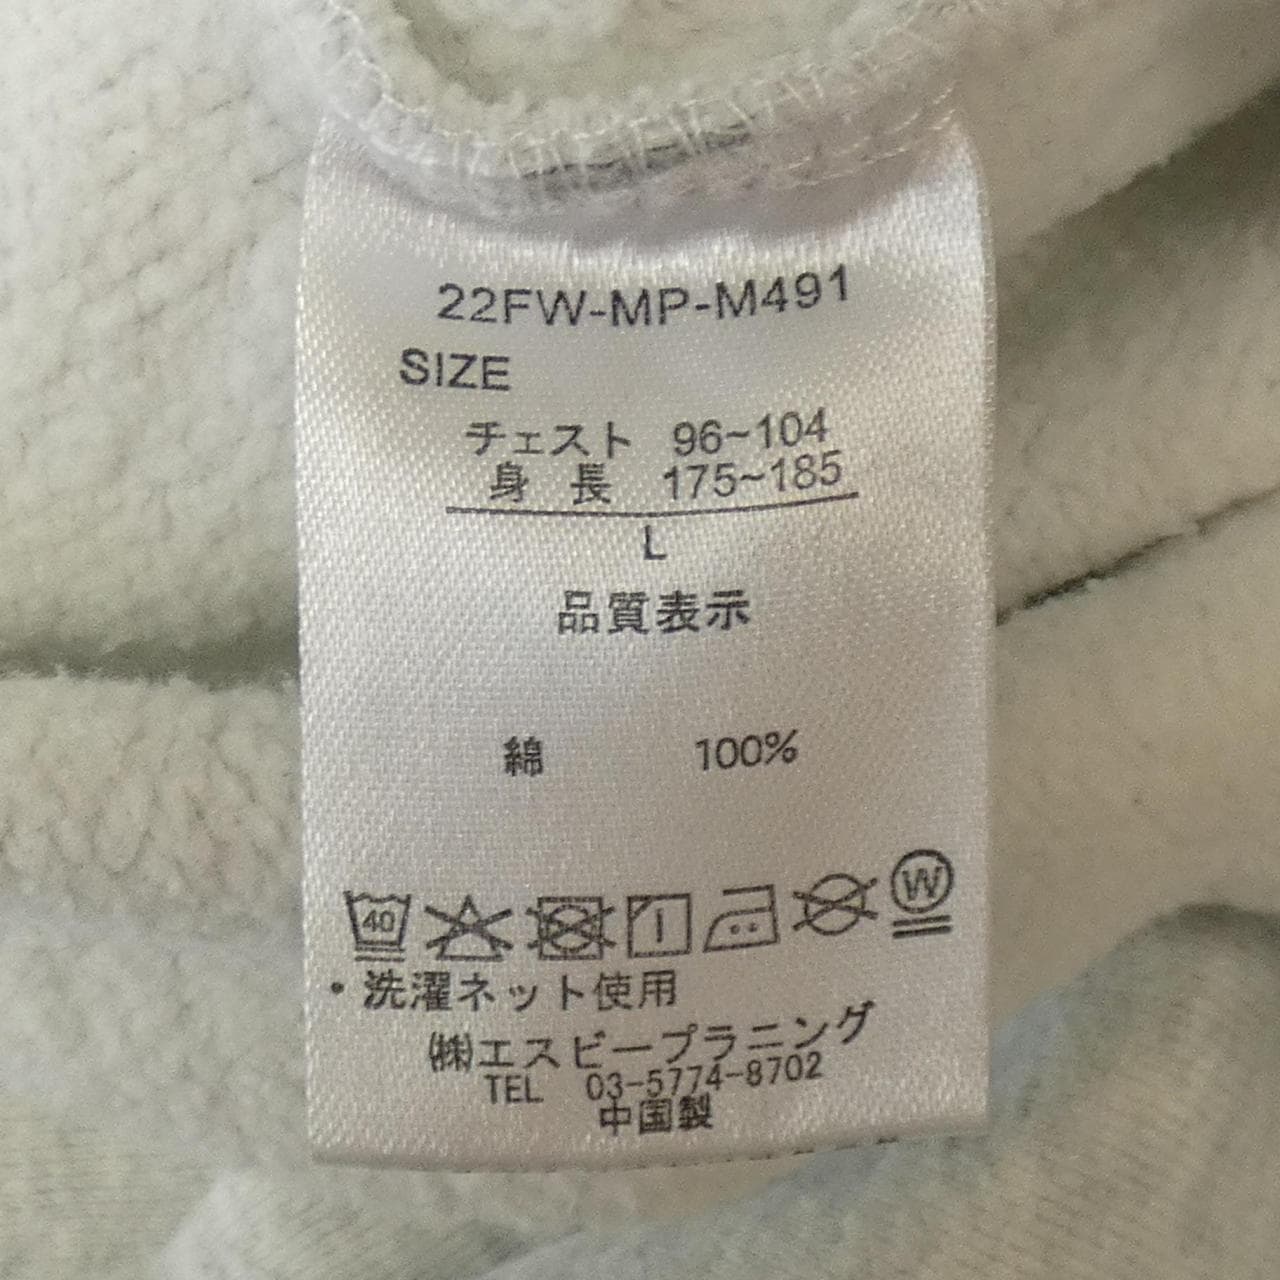 22FW-MP-M491
SIZE
チェスト 96~104
身 長 175~185
L
品質表示
綿 100%
40 W
・洗濯ネット使用
㈱エスビープラニング
TEL 03-5774-8702
中国製